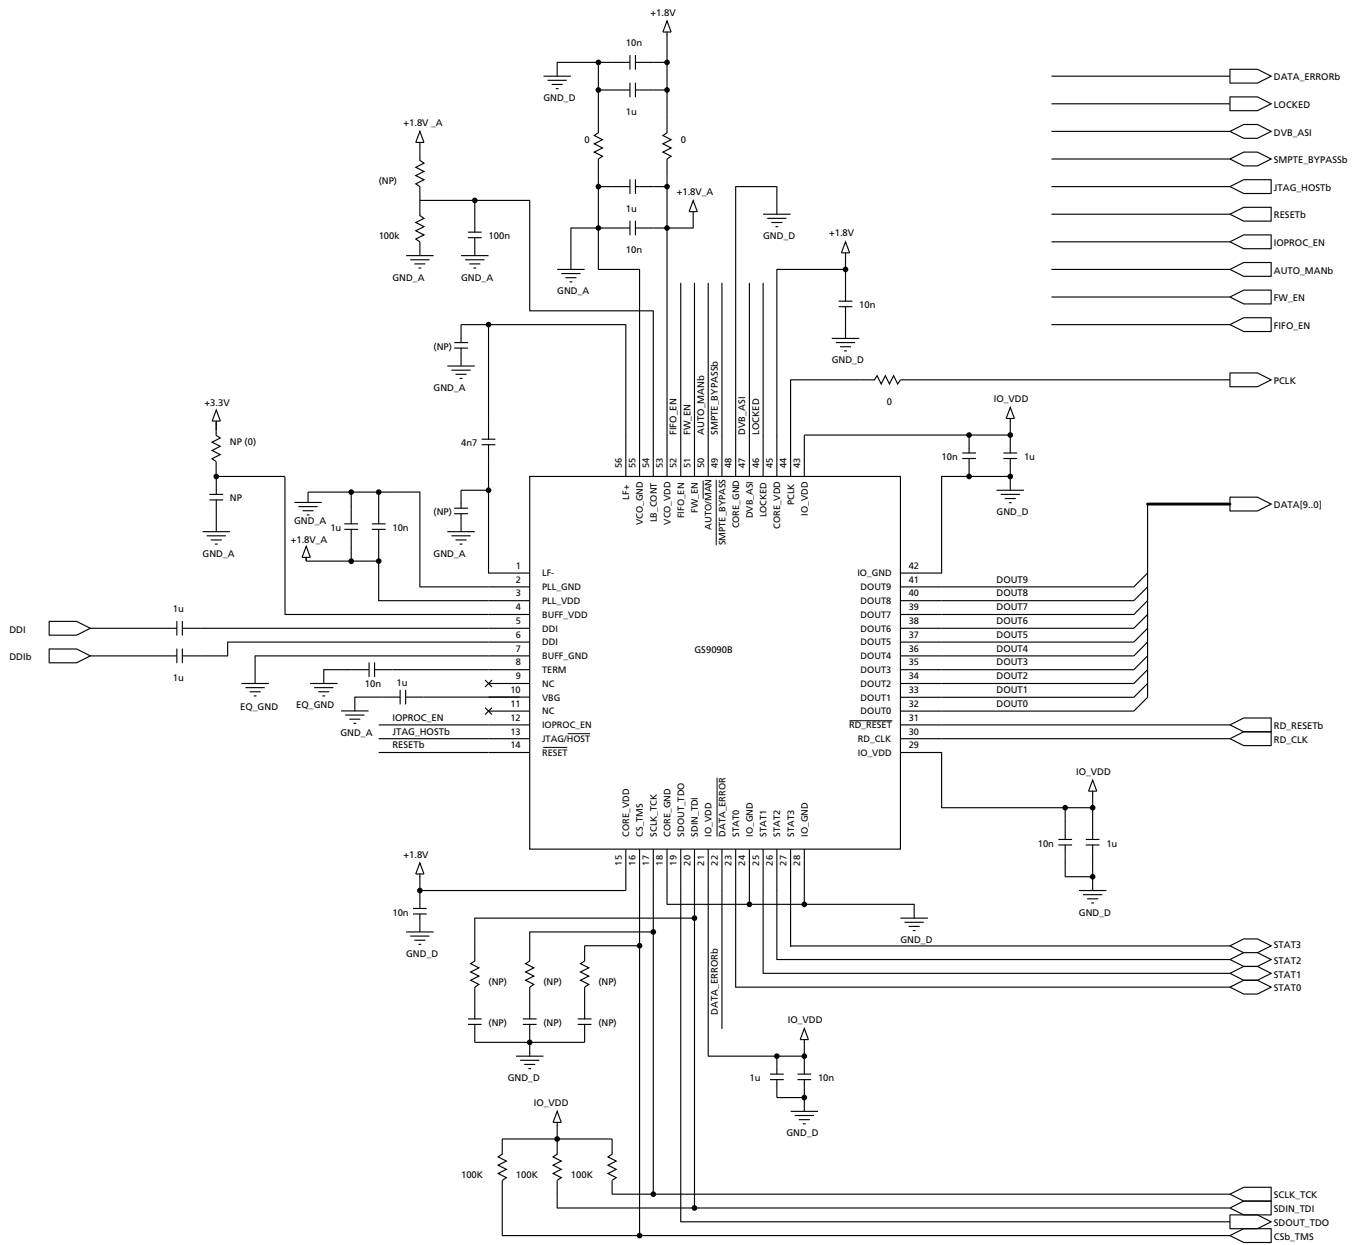 +1.8V
10n
GND_D
1u
0
0
+1.8V_A
1u
10n
GND_A
+1.8V _A
(NP)
100k
100n
GND_A
GND_A
GND_D
+1.8V
10n
GND_D
DATA_ERRORb
LOCKED
DVB_ASI
SMPTE_BYPASSb
JTAG_HOSTb
RESETb
IOPROC_EN
AUTO_MANb
FW_EN
FIFO_EN
PCLK
0
(NP)
GND_A
4n7
(NP)
GND_A
+3.3V
NP (0)
NP
GND_A
GND_A
1u
10n
+1.8V_A
FIFO_EN
FW_EN
AUTO_MANb
SMPTE_BYPASSb
DVB_ASI
LOCKED
56
55
54
53
52
51
50
49
48
47
46
45
44
43
LF+
VCO_GND
LB_CONT
VCO_VDD
FIFO_EN
FW_EN
AUTO/MAN
SMPTE_BYPASS
CORE_GND
DVB_ASI
LOCKED
CORE_VDD
PCLK
IO_VDD
IO_VDD
10n
1u
GND_D
DATA[9..0]
1 LF-
2 PLL_GND
3 PLL_VDD
4 BUFF_VDD
5 DDI
6 DDI
7 BUFF_GND
8 TERM
9 NC
10 VBG
11 NC
12 IOPROC_EN
13 JTAG/HOST
14 RESET
DDI
1u
DDIb
1u
EQ_GND
EQ_GND
10n
1u
GND_A
IOPROC_EN
JTAG_HOSTb
RESETb
GS9090B
IO_GND 42
DOUT9 41 DOUT9
DOUT8 40 DOUT8
DOUT7 39 DOUT7
DOUT6 38 DOUT6
DOUT5 37 DOUT5
DOUT4 36 DOUT4
DOUT3 35 DOUT3
DOUT2 34 DOUT2
DOUT1 33 DOUT1
DOUT0 32 DOUT0
RD_RESET 31 RD_RESETb
RD_CLK 30 RD_CLK
IO_VDD 29
IO_VDD
10n
1u
GND_D
CORE_VDD
CS_TMS
SCLK_TCK
CORE_GND
SDOUT_TDO
SDIN_TDI
IO_VDD
DATA_ERROR
STAT0
IO_GND
STAT1
STAT2
STAT3
IO_GND
15
16
17
18
19
20
21
22
23
24
25
26
27
28
+1.8V
10n
GND_D
GND_D
STAT3
STAT2
STAT1
STAT0
(NP)
(NP)
(NP)
(NP)
(NP)
(NP)
GND_D
DATA_ERRORb
IO_VDD
1u
10n
GND_D
IO_VDD
100K
100K
100K
SCLK_TCK
SDIN_TDI
SDOUT_TDO
CSb_TMS